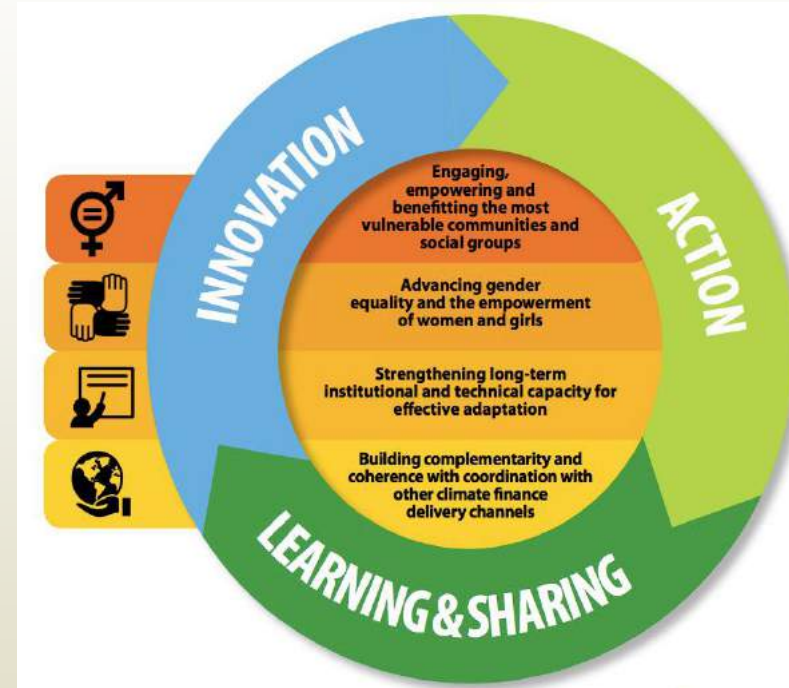 INNOVATION
ACTION
Engaging,
empowering and
benefitting the most
vulnerable communities and
social groups
Advancing gender
equality and the empowerment
of women and girls
Strengthening long-term
institutional and technical capacity for
effective adaptation
Building complementarity and
coherence with coordination with
other climate finance
delivery channels
LEARNING & SHARING